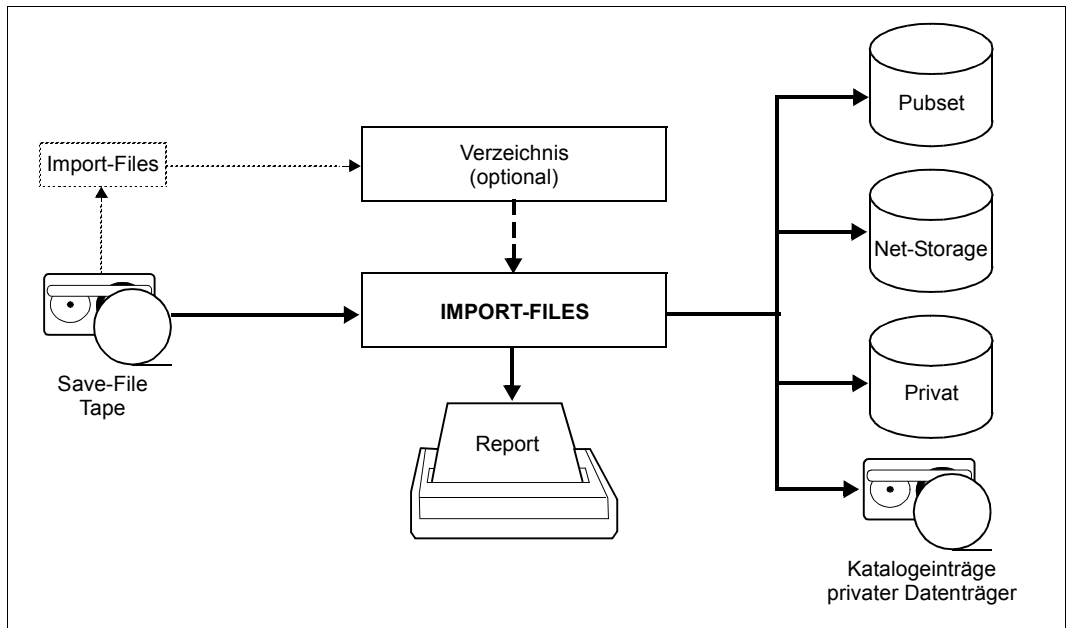 Pubset
Import-Files
Verzeichnis
(optional)
Net-Storage
IMPORT-FILES
Save-File
Tape
Privat
Report
Katalogeinträge
privater Datenträger